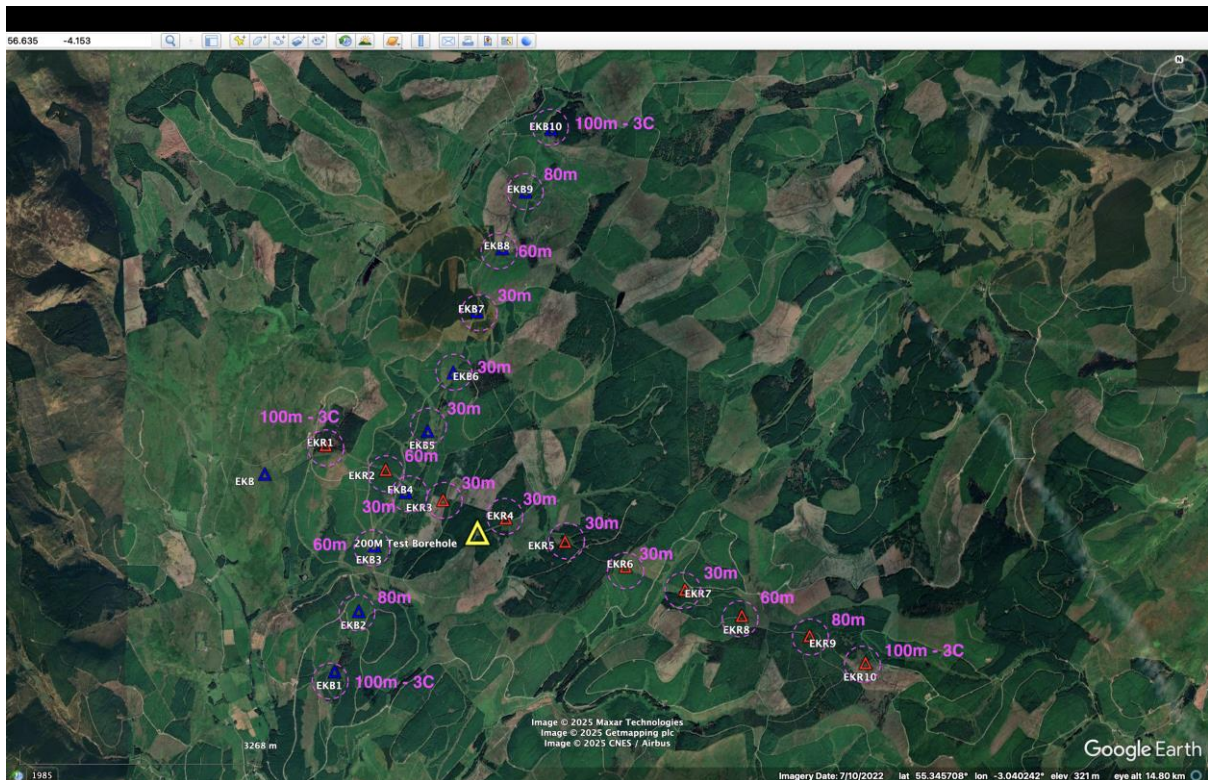 56.635 -4.153
N
EKB10 100m - 3C
80m
EKB9
EKB8 60m
30m
EKB7
30m
EKB6
30m
100m - 3C
EKR1
EKB5
60m
EKR2
EKB
EKB4
30m
30m
EKR3
30m
EKR4
30m
60m
200M Test Borehole
EKR5
EKB3
30m
EKR6
30m
EKR7
80m
60m
EKB2
EKR8
80m
EKR9
100m - 3C
EKR10
EKB1 100m - 3C
Image © 2025 Maxar Technologies
Image © 2025 Getmapping plc
Image © 2025 CNES / Airbus
3268 m
Google Earth
1985
Imagery Date: 7/10/2022 lat 55.345708° lon -3.040242° elev 321 m eye alt 14.80 km